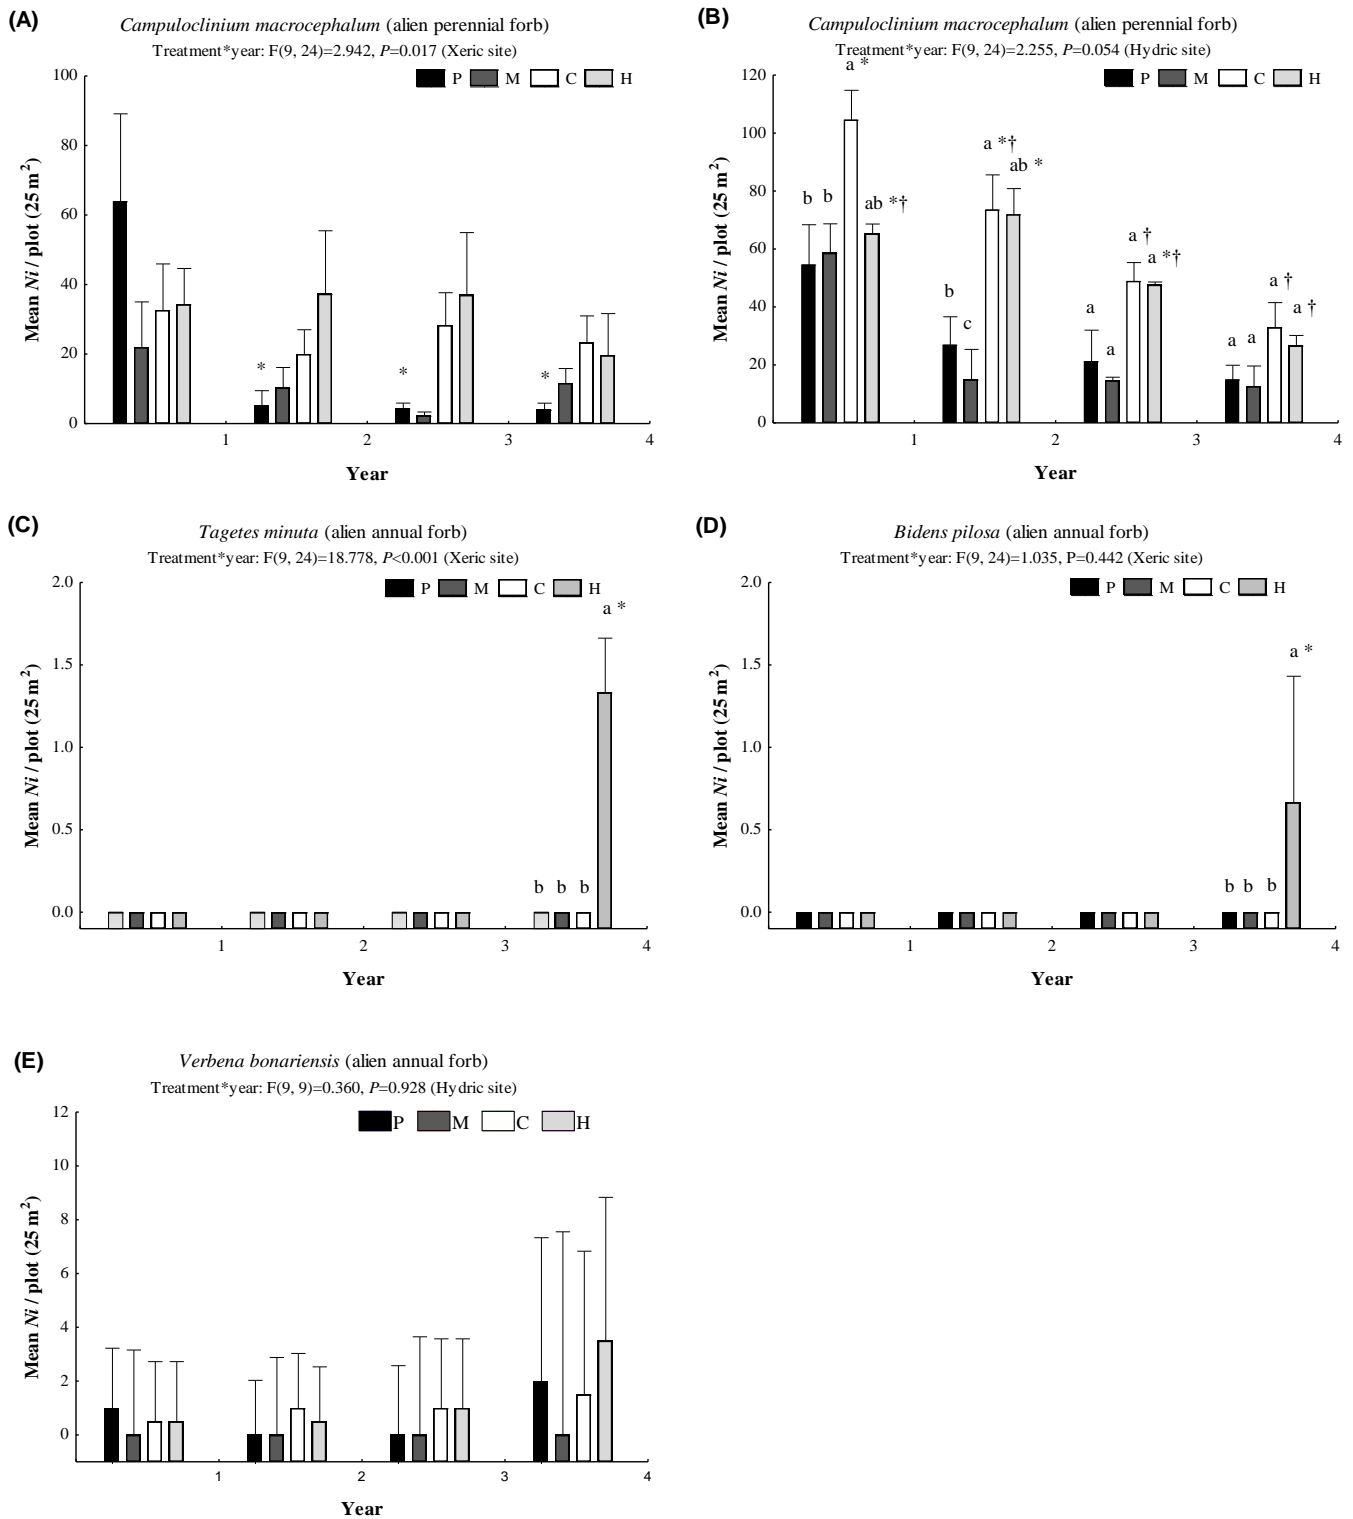 (A)
Campuloclinium macrocephalum (alien perennial forb)
Treatment*year: F(9, 24)=2.942, P=0.017 (Xeric site)
P M C H
100
80
60
40
20
0
* * *
1 2 3 4
Mean Ni / plot (25 m²)
Year
(B)
Campuloclinium macrocephalum (alien perennial forb)
Treatment*year: F(9, 24)=2.255, P=0.054 (Hydric site)
P M C H
120
100
80
60
40
20
0
b b a * ab *†
b c a *† ab *
a a a † a *†
a a a † a †
1 2 3 4
Mean Ni / plot (25 m²)
Year
(C)
Tagetes minuta (alien annual forb)
Treatment*year: F(9, 24)=18.778, P<0.001 (Xeric site)
P M C H
2.0
1.5
1.0
0.5
0.0
b b b a *
1 2 3 4
Mean Ni / plot (25 m²)
Year
(D)
Bidens pilosa (alien annual forb)
Treatment*year: F(9, 24)=1.035, P=0.442 (Xeric site)
P M C H
2.0
1.5
1.0
0.5
0.0
b b b a *
1 2 3 4
Mean Ni / plot (25 m²)
Year
(E)
Verbena bonariensis (alien annual forb)
Treatment*year: F(9, 9)=0.360, P=0.928 (Hydric site)
P M C H
12
10
8
6
4
2
0
1 2 3 4
Mean Ni / plot (25 m²)
Year